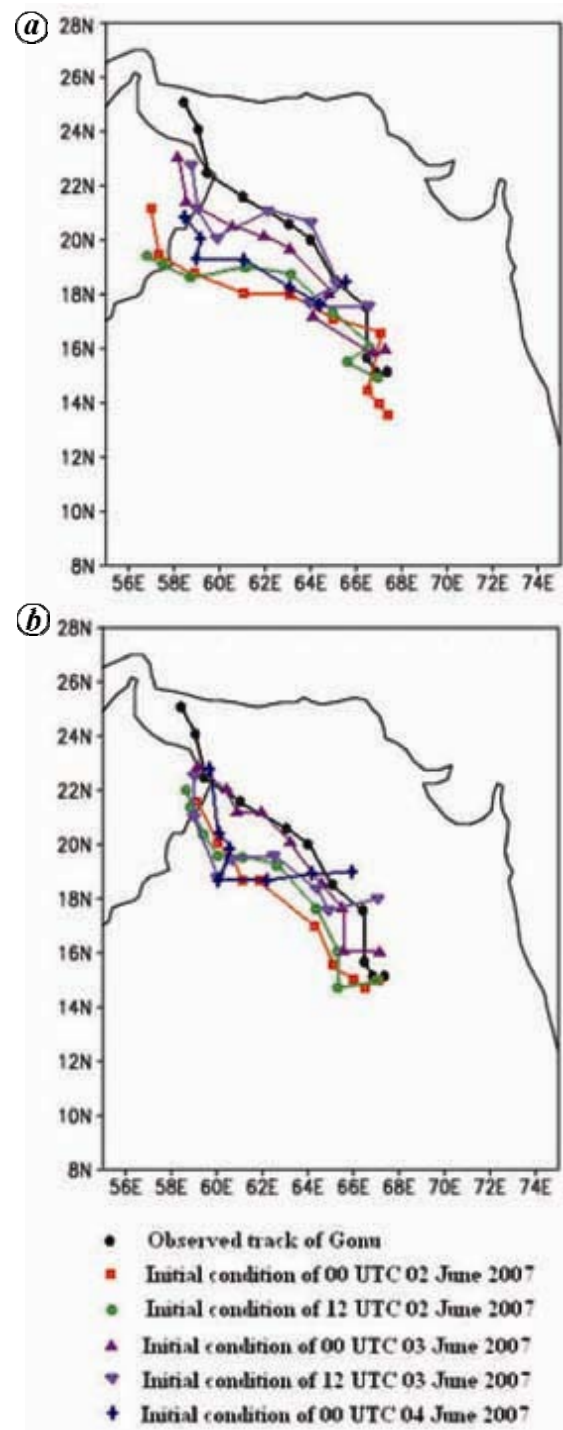 a
28N
26N
24N
22N
20N
18N
16N
14N
12N
10N
8N
56E 58E 60E 62E 64E 66E 68E 70E 72E 74E
b
28N
26N
24N
22N
20N
18N
16N
14N
12N
10N
8N
56E 58E 60E 62E 64E 66E 68E 70E 72E 74E
Observed track of Gonu
Initial condition of 00 UTC 02 June 2007
Initial condition of 12 UTC 02 June 2007
Initial condition of 00 UTC 03 June 2007
Initial condition of 12 UTC 03 June 2007
Initial condition of 00 UTC 04 June 2007